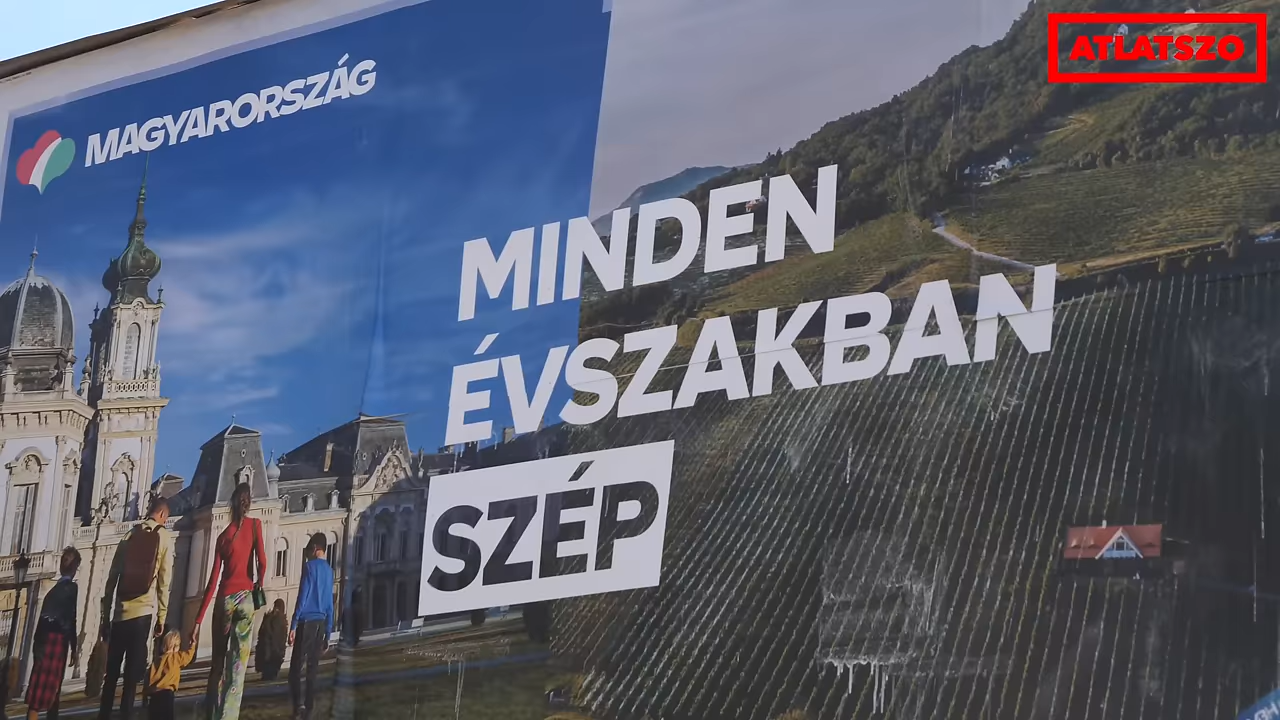 ATLATSZO
MAGYARORSZÁG
MINDEN
ÉVSZAKBAN
SZÉP